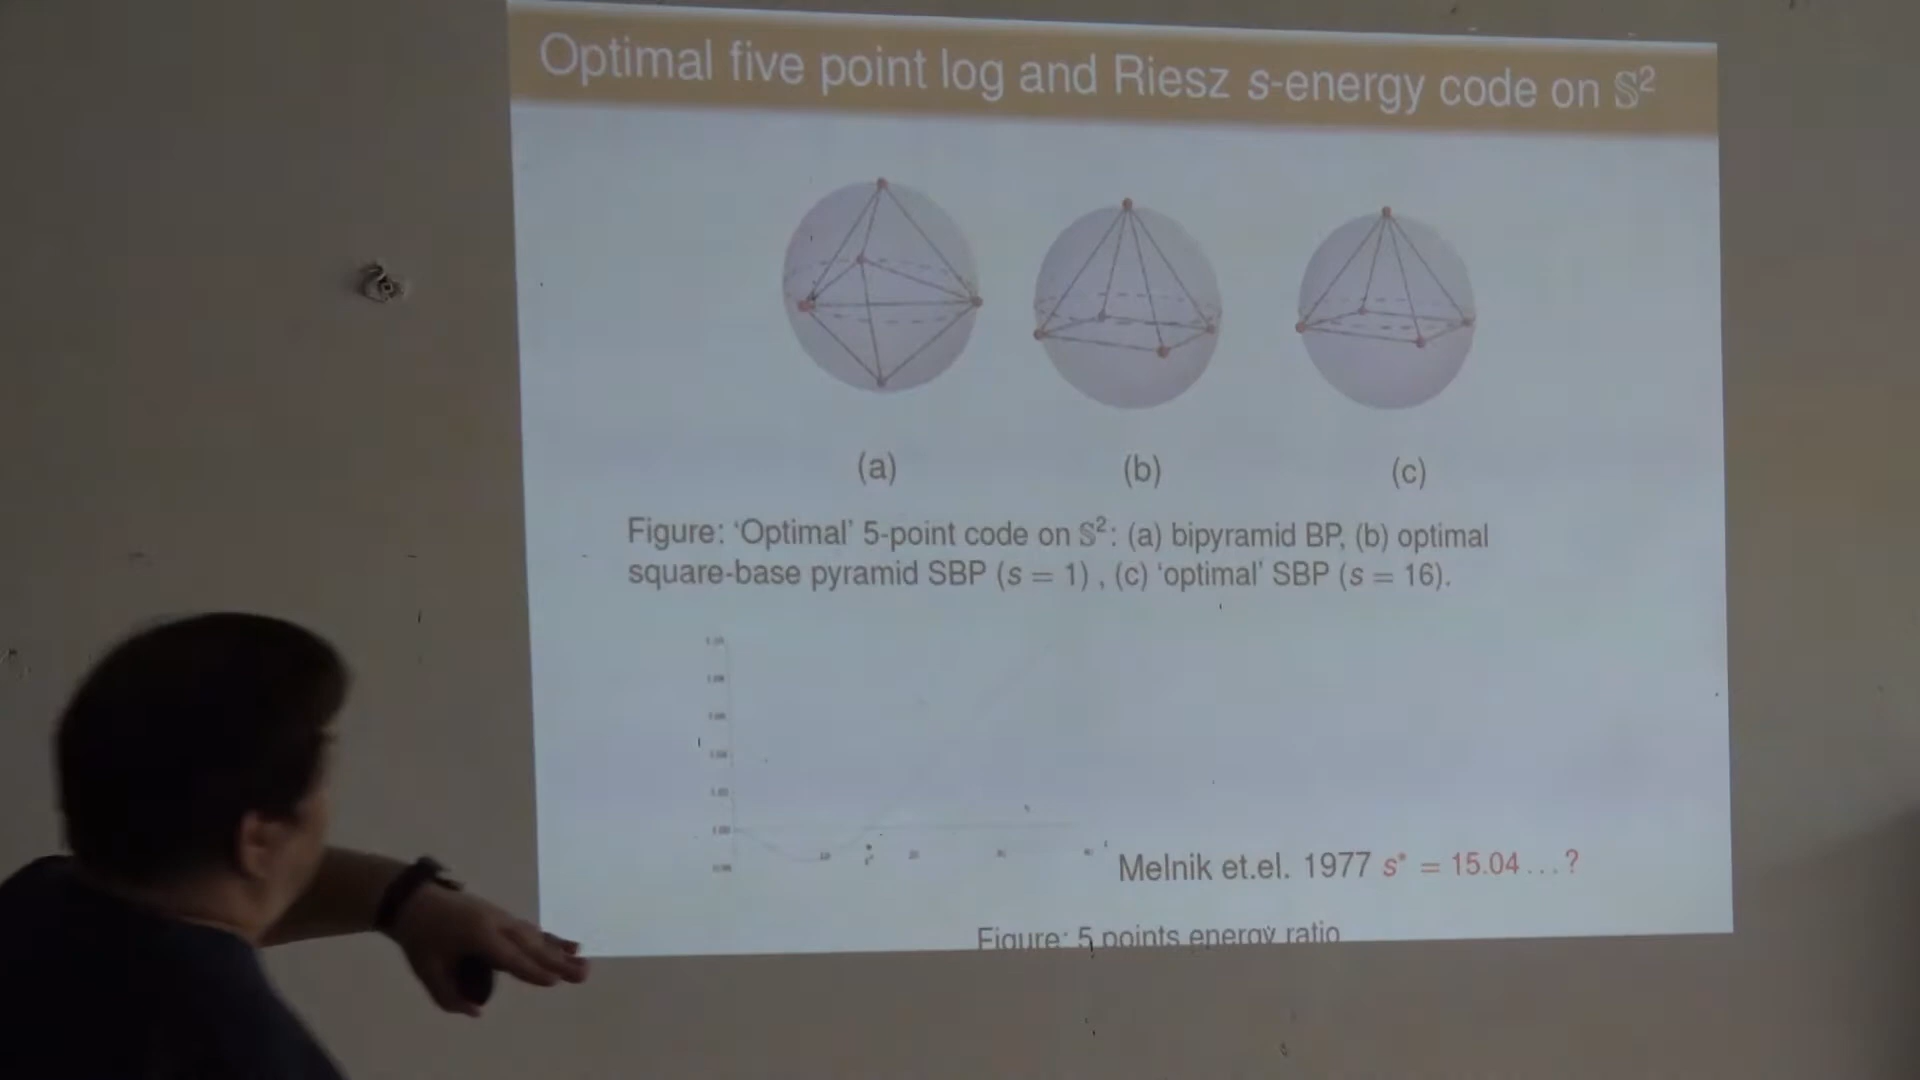 Optimal five point log and Riesz s-energy code on 𝕊²
(a) (b) (c)
Figure: ‘Optimal’ 5-point code on 𝕊²: (a) bipyramid BP, (b) optimal
square-base pyramid SBP (s = 1) , (c) ‘optimal’ SBP (s = 16).
Melnik et.el. 1977 s* = 15.04 . . . ?
Figure: 5 points energy ratio